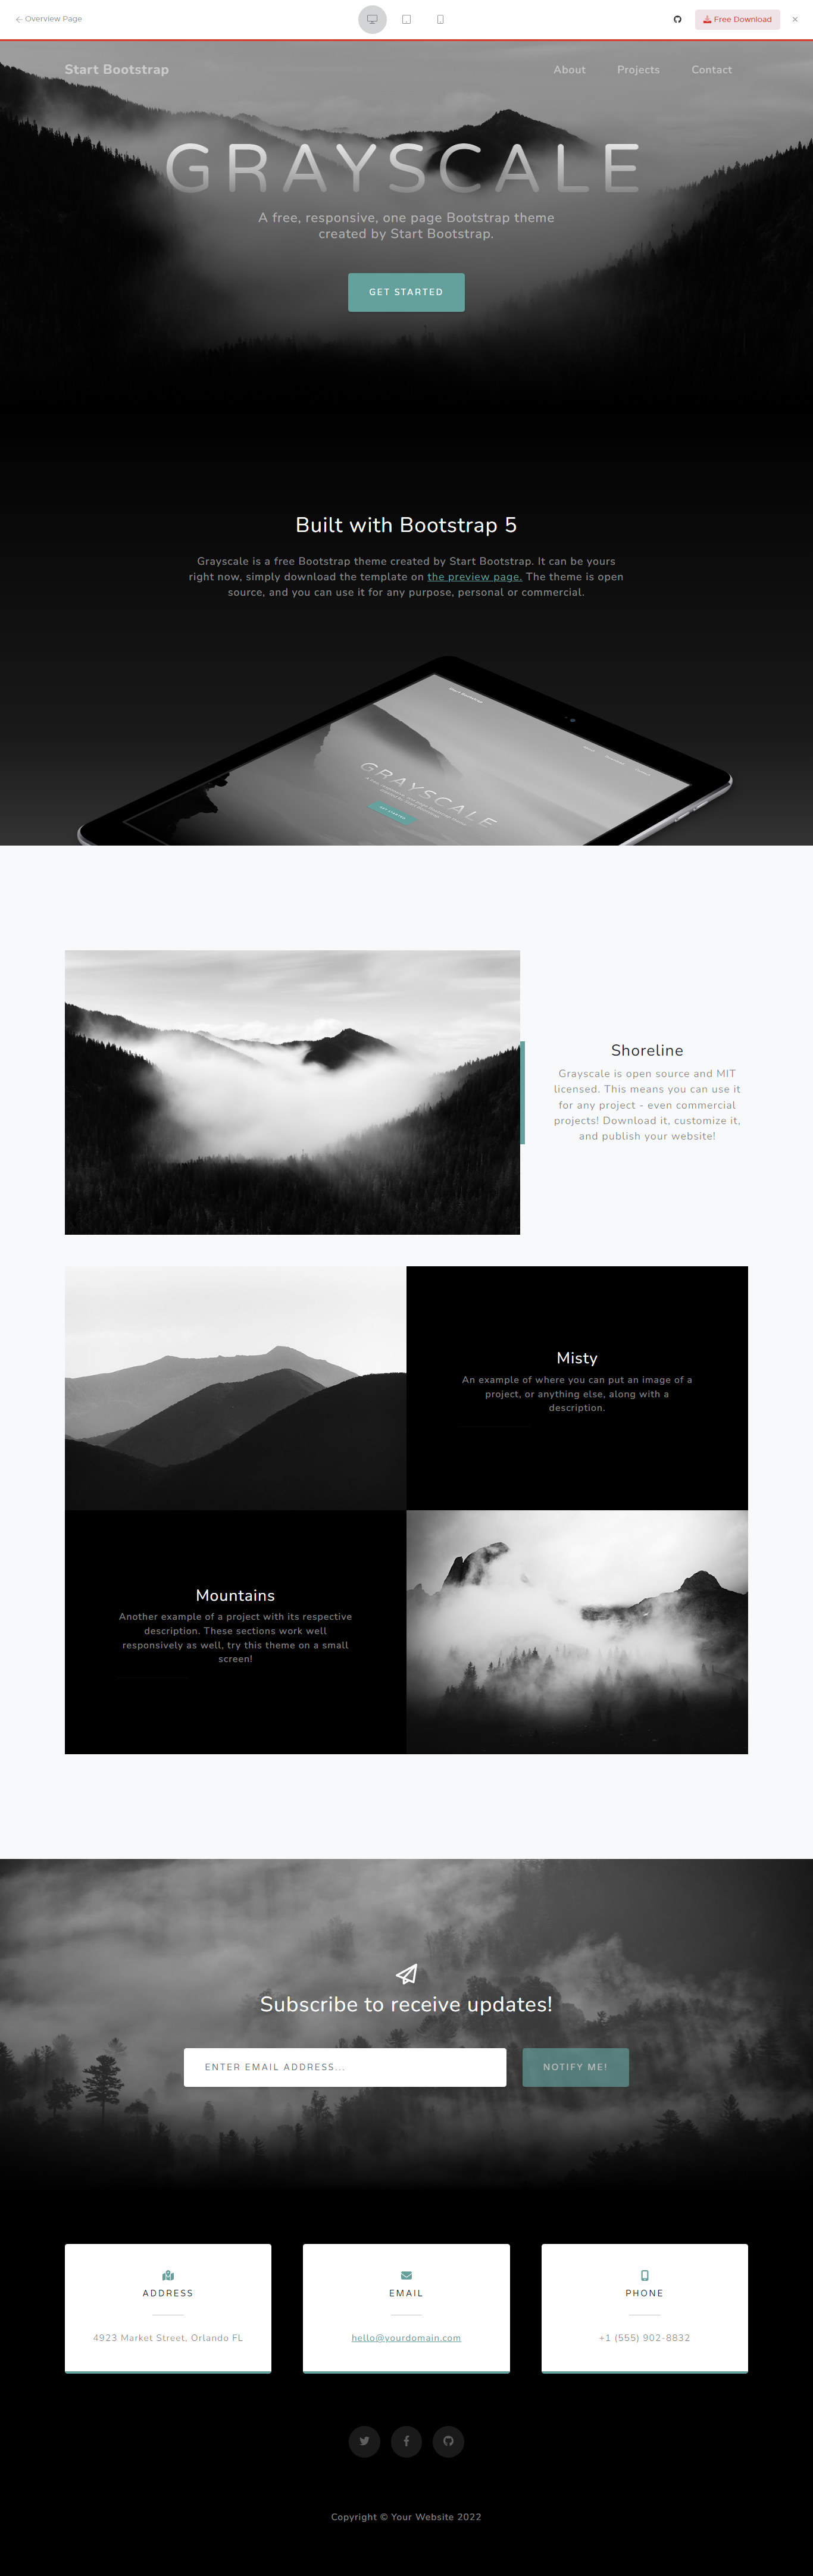 Overview Page
Free Download
Start Bootstrap
About
Projects
Contact
GRAYSCALE
A free, responsive, one page Bootstrap theme
created by Start Bootstrap.
GET STARTED
Built with Bootstrap 5
Grayscale is a free Bootstrap theme created by Start Bootstrap. It can be yours
right now, simply download the template on the preview page. The theme is open
source, and you can use it for any purpose, personal or commercial.
Start Bootstrap
GRAYSCALE
GET STARTED
Shoreline
Grayscale is open source and MIT
licensed. This means you can use it
for any project - even commercial
projects! Download it, customize it,
and publish your website!
Misty
An example of where you can put an image of a
project, or anything else, along with a
description.
Mountains
Another example of a project with its respective
description. These sections work well
responsively as well, try this theme on a small
screen!
Subscribe to receive updates!
ENTER EMAIL ADDRESS...
NOTIFY ME!
ADDRESS
4923 Market Street, Orlando FL
EMAIL
hello@yourdomain.com
PHONE
+1 (555) 902-8832
Copyright © Your Website 2022